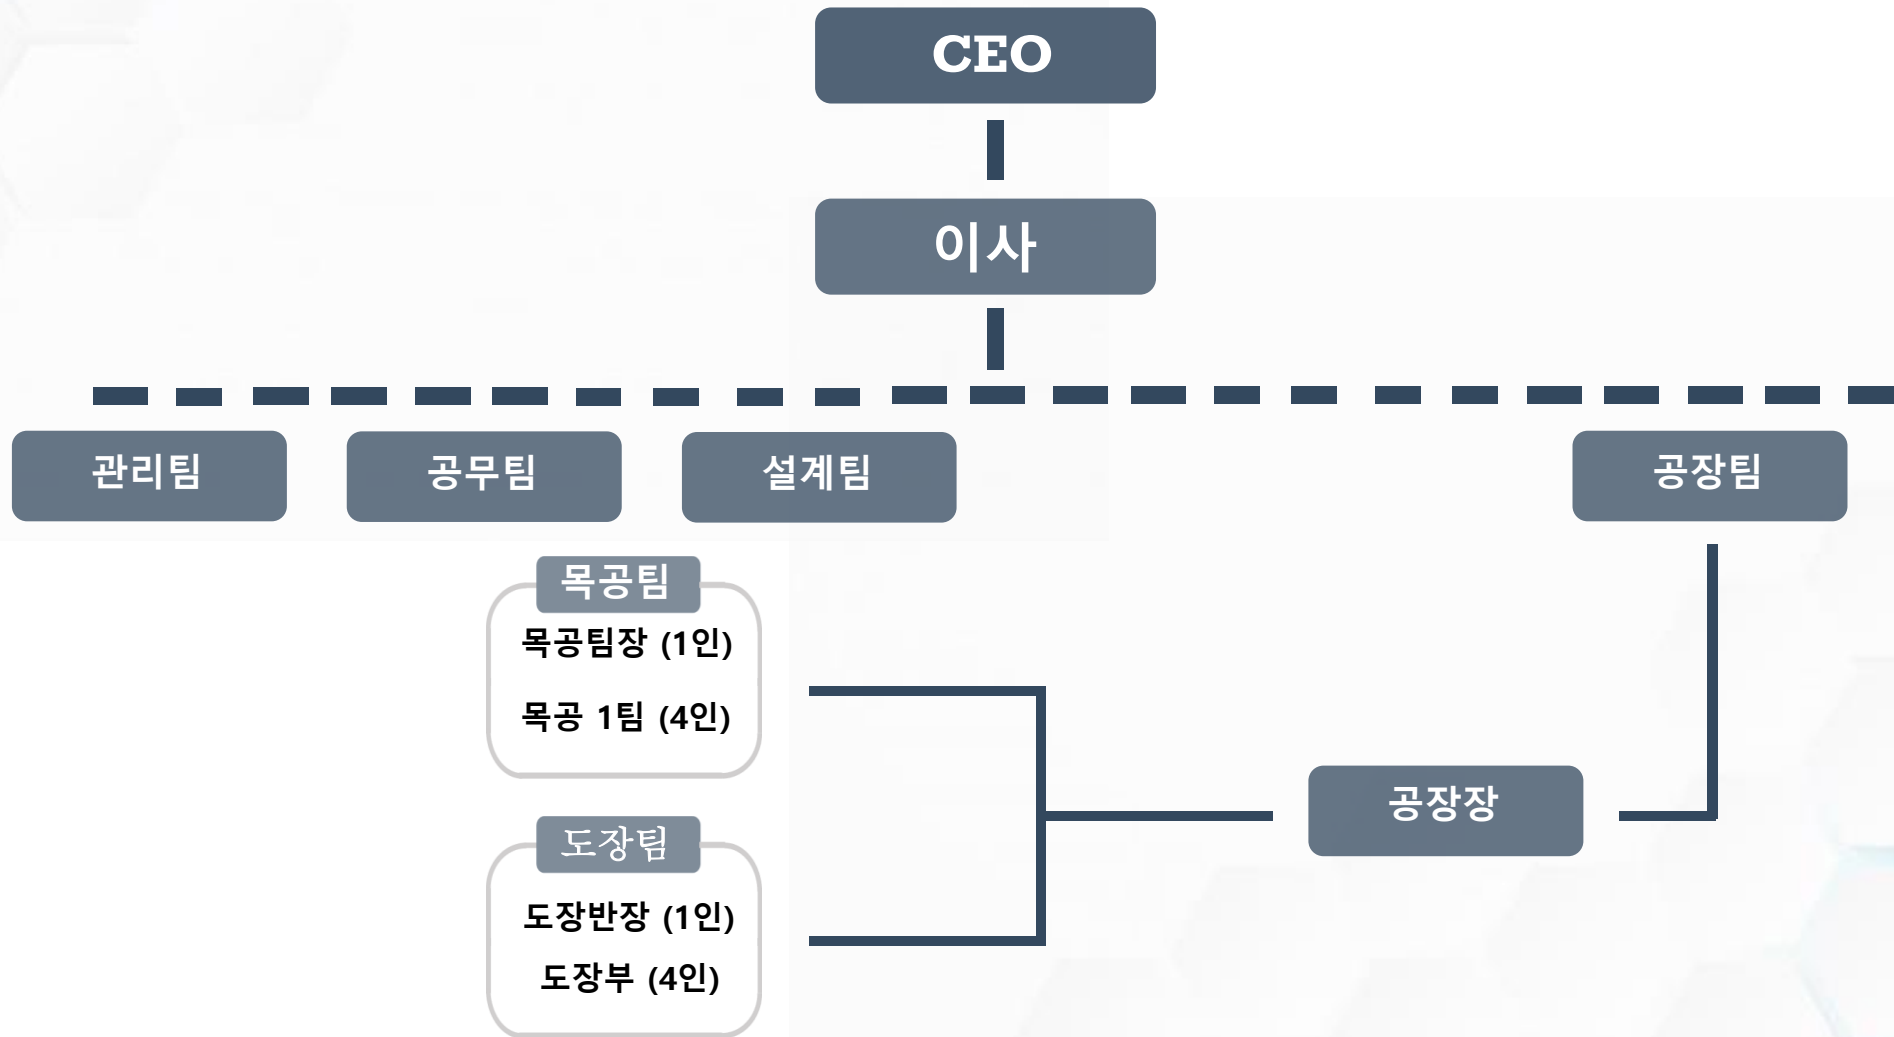 CEO
이사
관리팀
공무팀
설계팀
공장팀
목공팀
목공팀장 (1인)
목공 1팀 (4인)
공장장
도장팀
도장반장 (1인)
도장부 (4인)